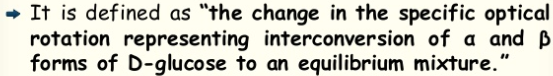 ➡ It is defined as “the change in the specific optical
rotation representing interconversion of α and β
forms of D-glucose to an equilibrium mixture.”